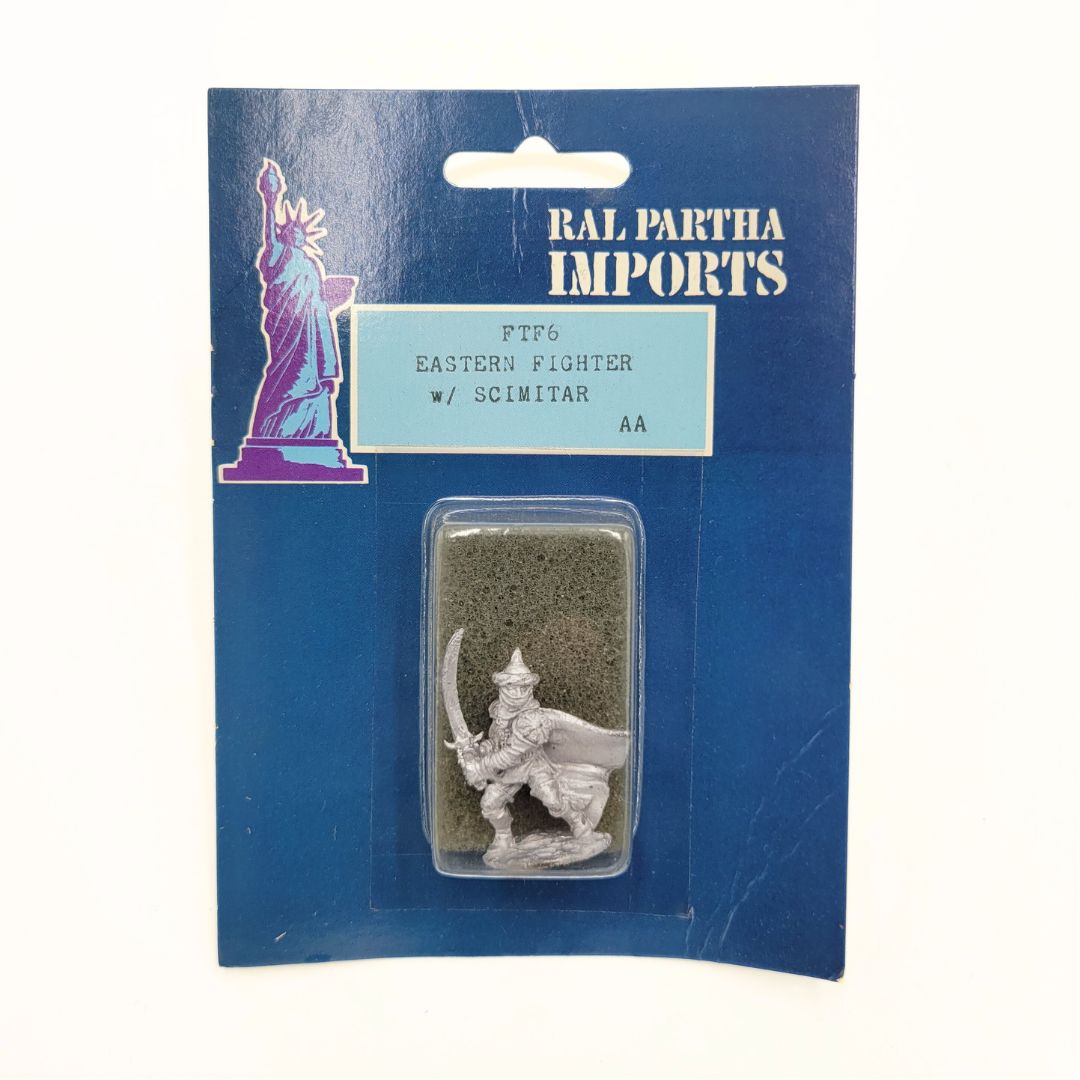 RAL PARTHA
IMPORTS
FTF6
EASTERN FIGHTER
w/ SCIMITAR
AA